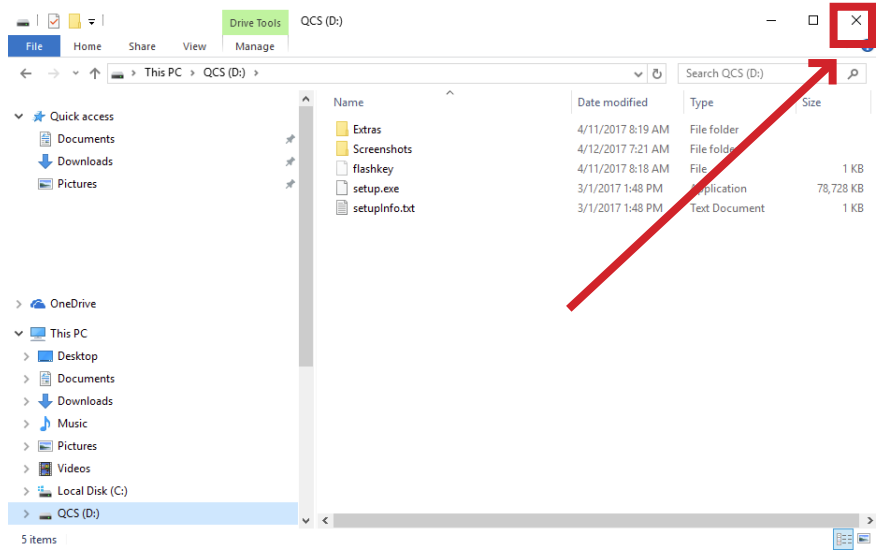 Drive Tools QCS (D:)
File Home Share View Manage
This PC QCS (D:) Search QCS (D:)
Quick access
Documents
Downloads
Pictures
OneDrive
This PC
Desktop
Documents
Downloads
Music
Pictures
Videos
Local Disk (C:)
QCS (D:)
Name Date modified Type Size
Extras 4/11/2017 8:19 AM File folder
Screenshots 4/12/2017 7:21 AM File folder
flashkey 4/11/2017 8:18 AM File 1 KB
setup.exe 3/1/2017 1:48 PM Application 78,728 KB
setupInfo.txt 3/1/2017 1:48 PM Text Document 1 KB
5 items